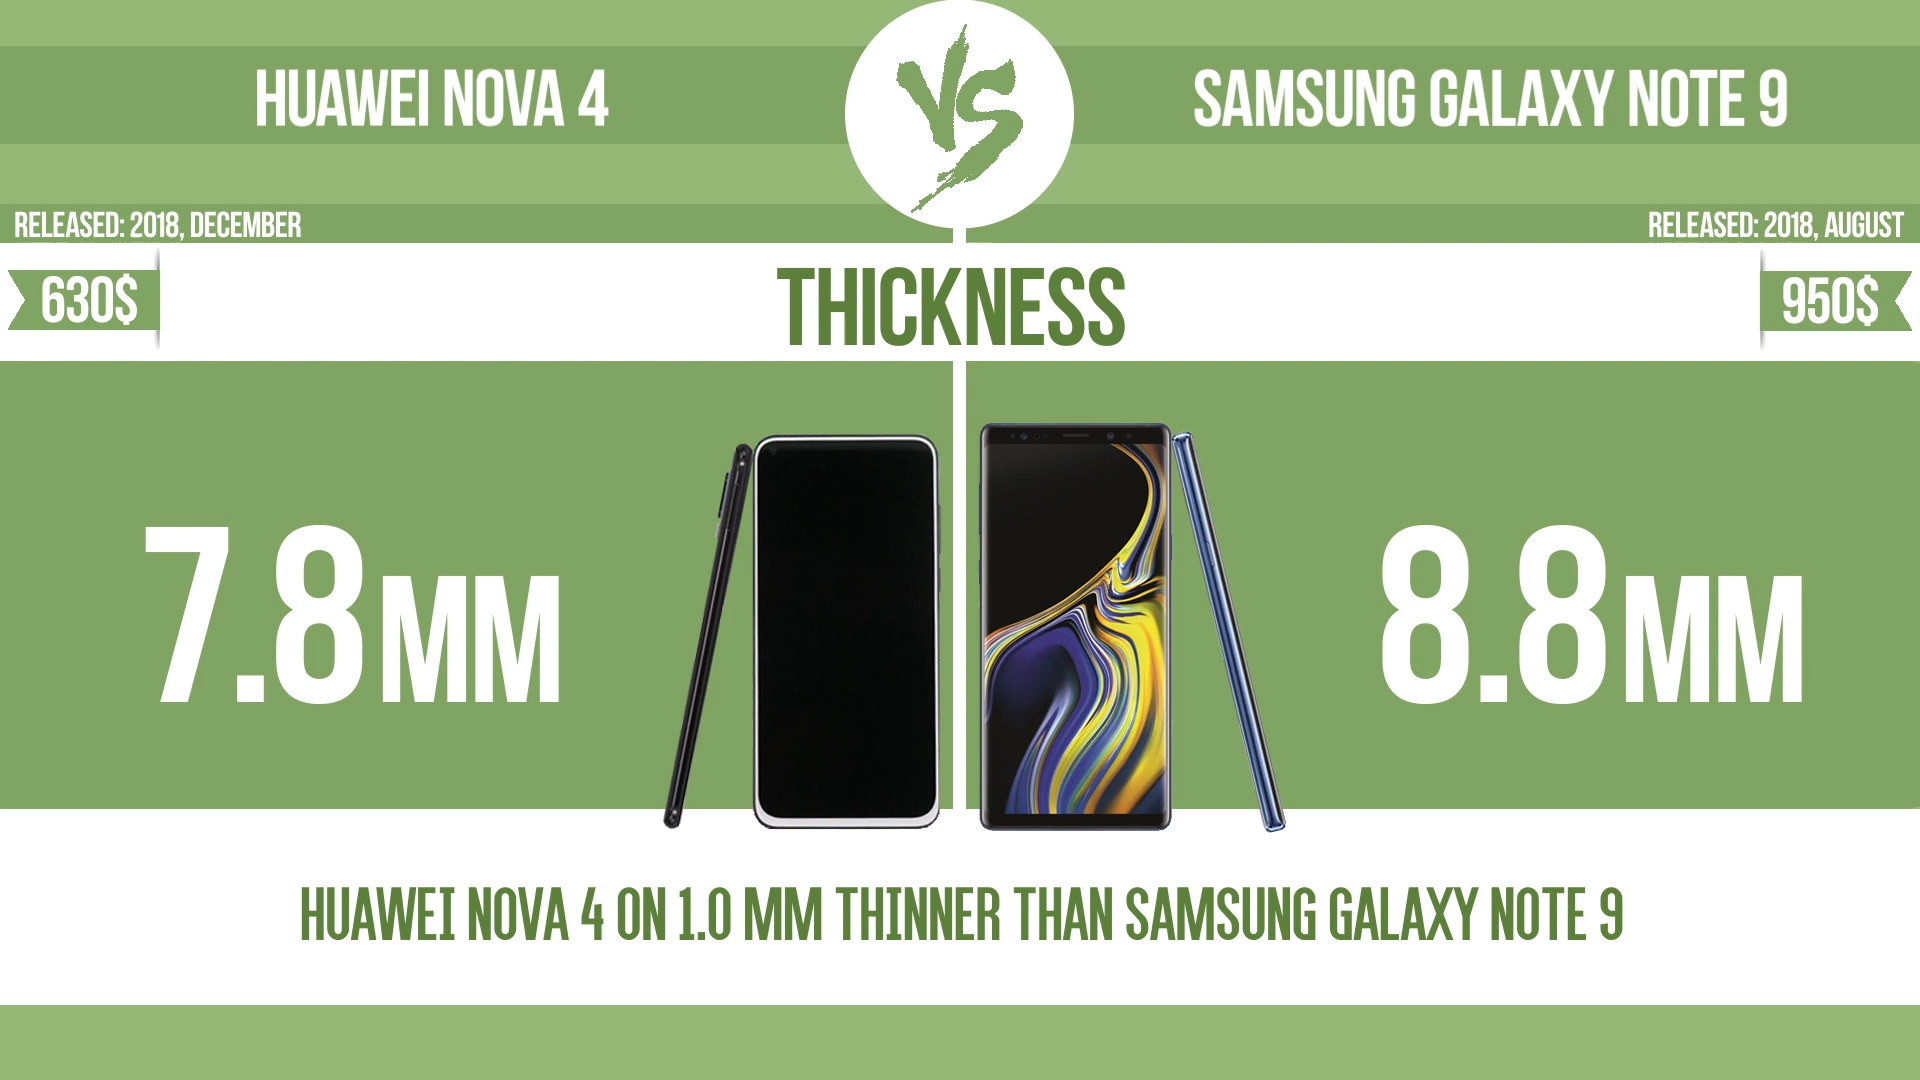 HUAWEI NOVA 4
VS
SAMSUNG GALAXY NOTE 9
RELEASED: 2018, DECEMBER
RELEASED: 2018, AUGUST
630$
THICKNESS
950$
7.8MM
8.8MM
HUAWEI NOVA 4 ON 1.0 MM THINNER THAN SAMSUNG GALAXY NOTE 9